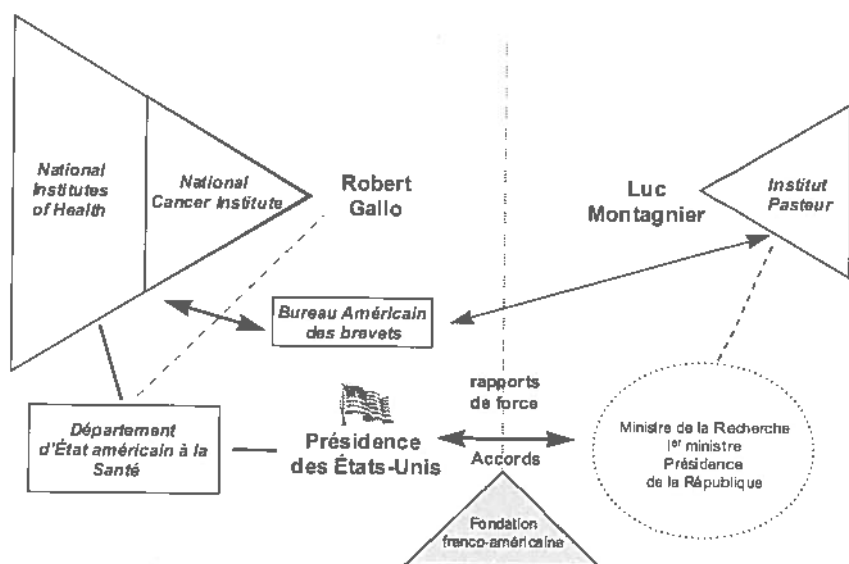 National
Institutes
of Health
National
Cancer Institute
Robert
Gallo
Luc
Montagnier
Institut
Pasteur
Bureau Américain
des brevets
rapports
de force
Département
d'État américain à la
Santé
Présidence
des États-Unis
Accords
Ministre de la Recherche
Ier ministre
Présidence
de la République
Fondation
franco-américaine